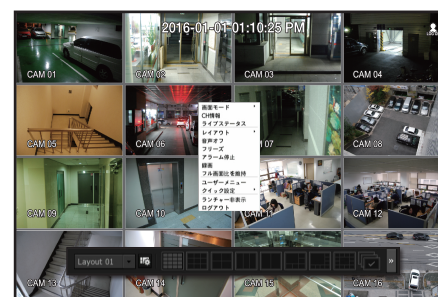 2016-01-01 01:10:25 PM
CAM 01
CAM 02
CAM 03
CAM 04
画面モード
CH情報
ライブステータス
レイアウト
音声オフ
フリーズ
アラーム停止
録画
フル画面比を維持
ユーザーメニュー
クイック設定
ランチャー非表示
ログアウト
CAM 05
CAM 06
M 07
CAM 08
CAM 09
CAM 10
CAM 11
CAM 12
Layout 01
CAM 13
CAM 14
CAM 15
CAM 16